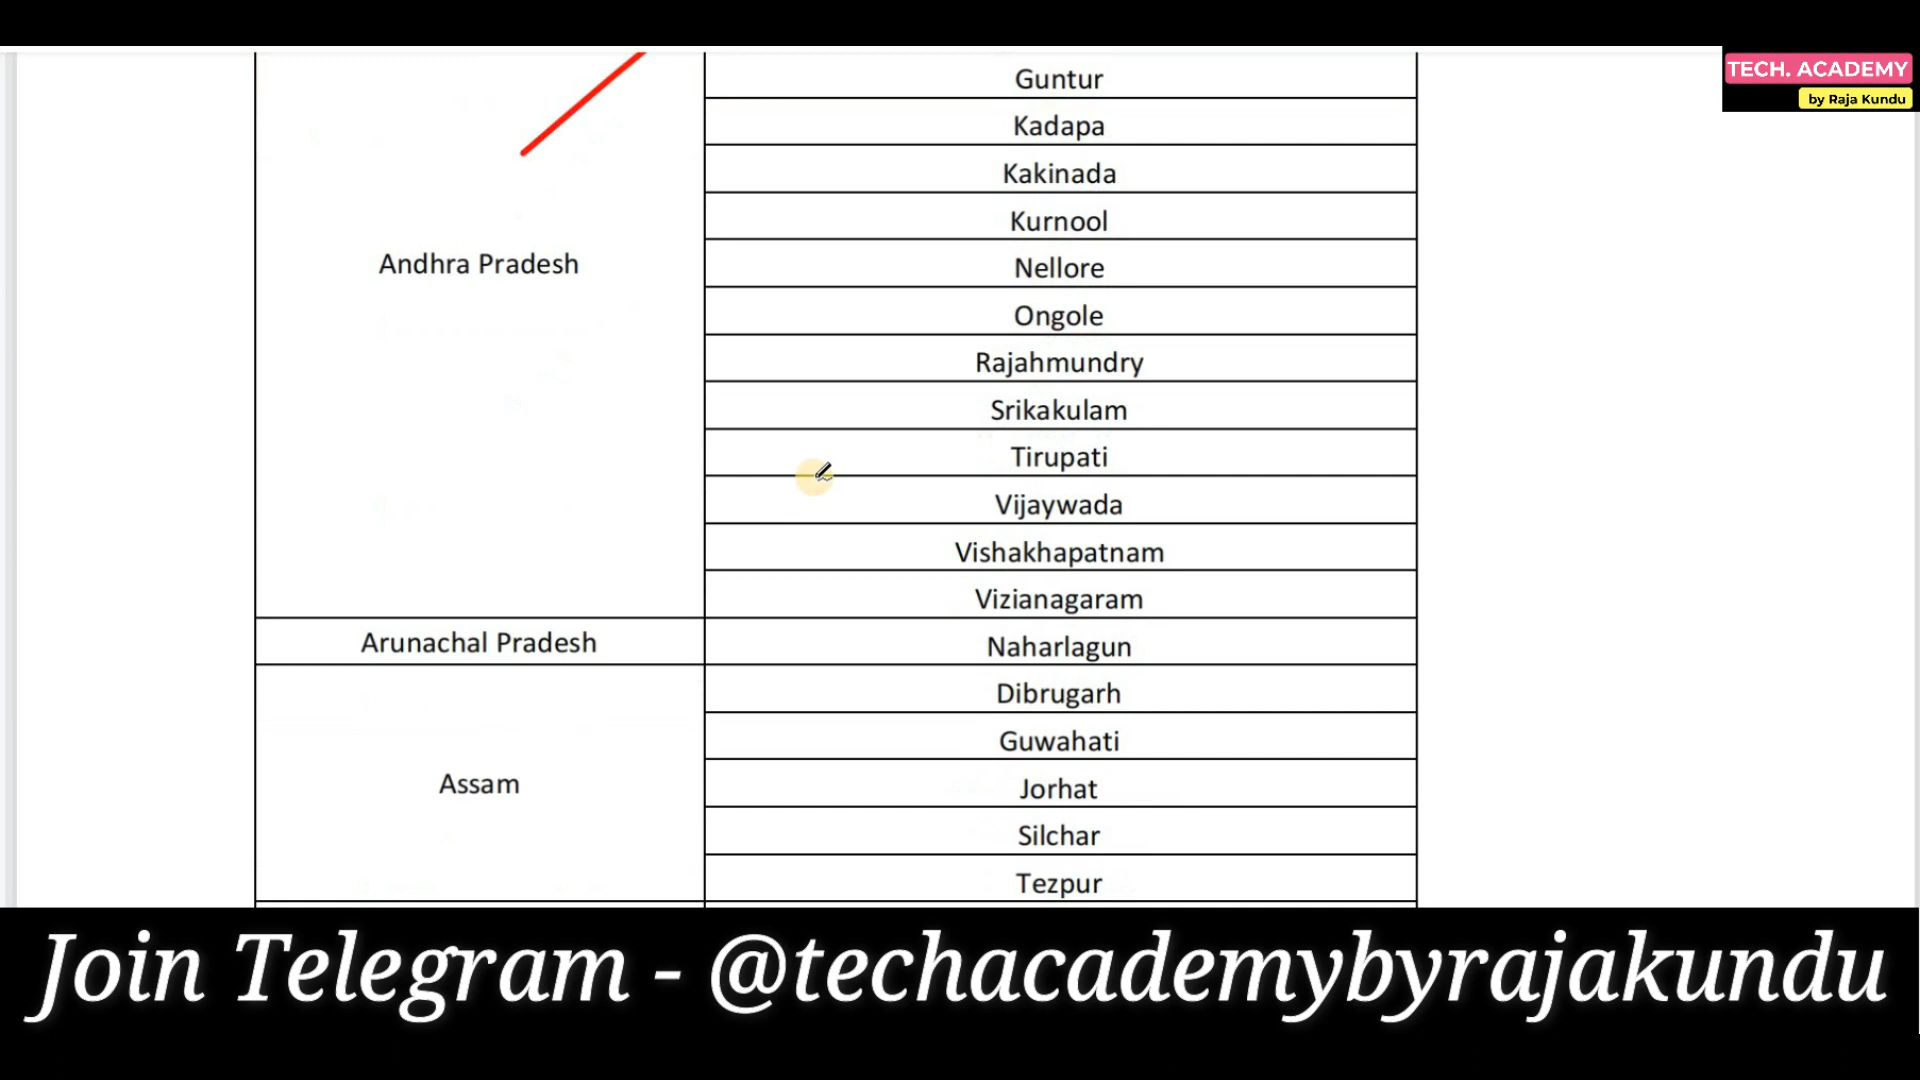 TECH. ACADEMY
by Raja Kundu
Guntur
Kadapa
Kakinada
Kurnool
Andhra Pradesh
Nellore
Ongole
Rajahmundry
Srikakulam
Tirupati
Vijaywada
Vishakhapatnam
Vizianagaram
Arunachal Pradesh
Naharlagun
Dibrugarh
Guwahati
Assam
Jorhat
Silchar
Tezpur
Join Telegram - @techacademybyrajakundu